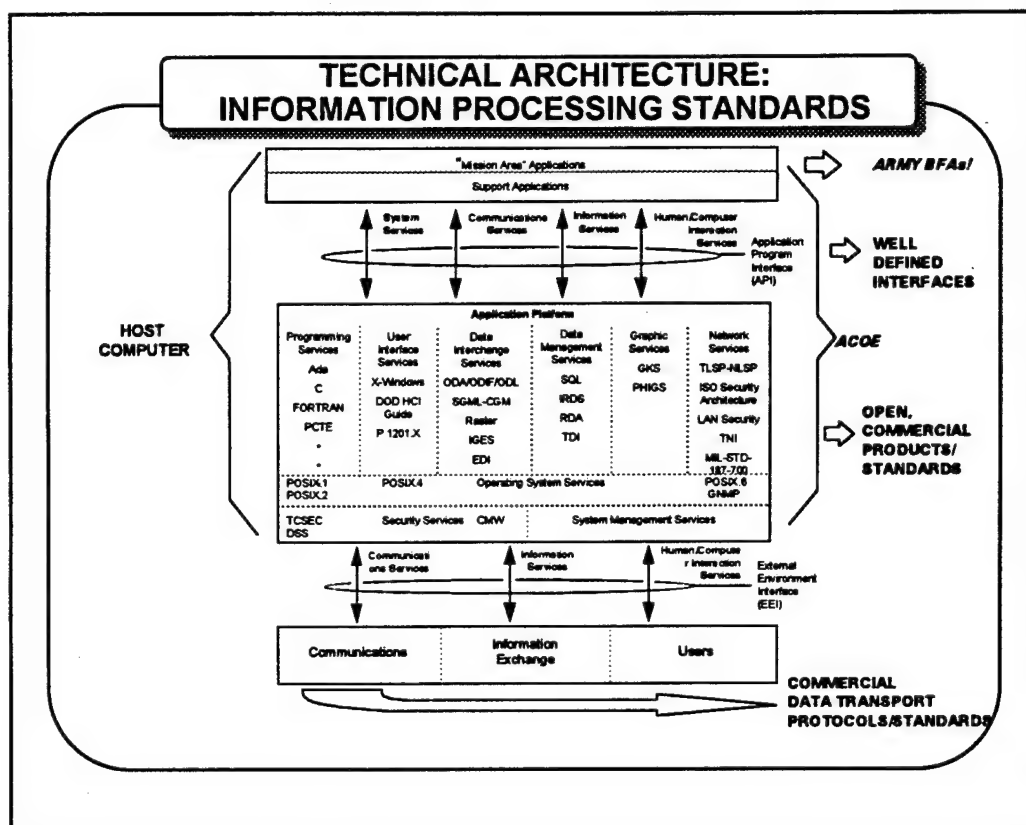 TECHNICAL ARCHITECTURE:
INFORMATION PROCESSING STANDARDS
"Mission Area" Applications
Support Applications
ARMY BFAs!
System
Services
Communications
Services
Information
Services
Human/Computer
Interaction
Services
Application
Program
Interface
(API)
WELL
DEFINED
INTERFACES
HOST
COMPUTER
ACOE
Application Platform
Programming
Services
Ada
C
FORTRAN
PCTE
User
Interface
Services
X-Windows
DOD HCI
Guide
P 1201.X
Data
Interchange
Services
ODA/ODIF/ODL
SGML-CGM
Raster
IGES
EDI
Data
Management
Services
SQL
IRDS
RDA
TDI
Graphic
Services
GKS
PHIGS
Network
Services
TLSP-NLSP
ISO Security
Architecture
LAN Security
TNI
MIL-STD-
187-700
OPEN,
COMMERCIAL
PRODUCTS/
STANDARDS
POSIX.1
POSIX.2
POSIX.4
Operating System Services
POSIX.6
GNMP
TCSEC
DSS
Security Services CMW
System Management Services
Communicati
ons Services
Information
Services
Human/Compute
r Interaction
Services
External
Environment
Interface
(EEI)
Communications
Information
Exchange
Users
COMMERCIAL
DATA TRANSPORT
PROTOCOLS/STANDARDS